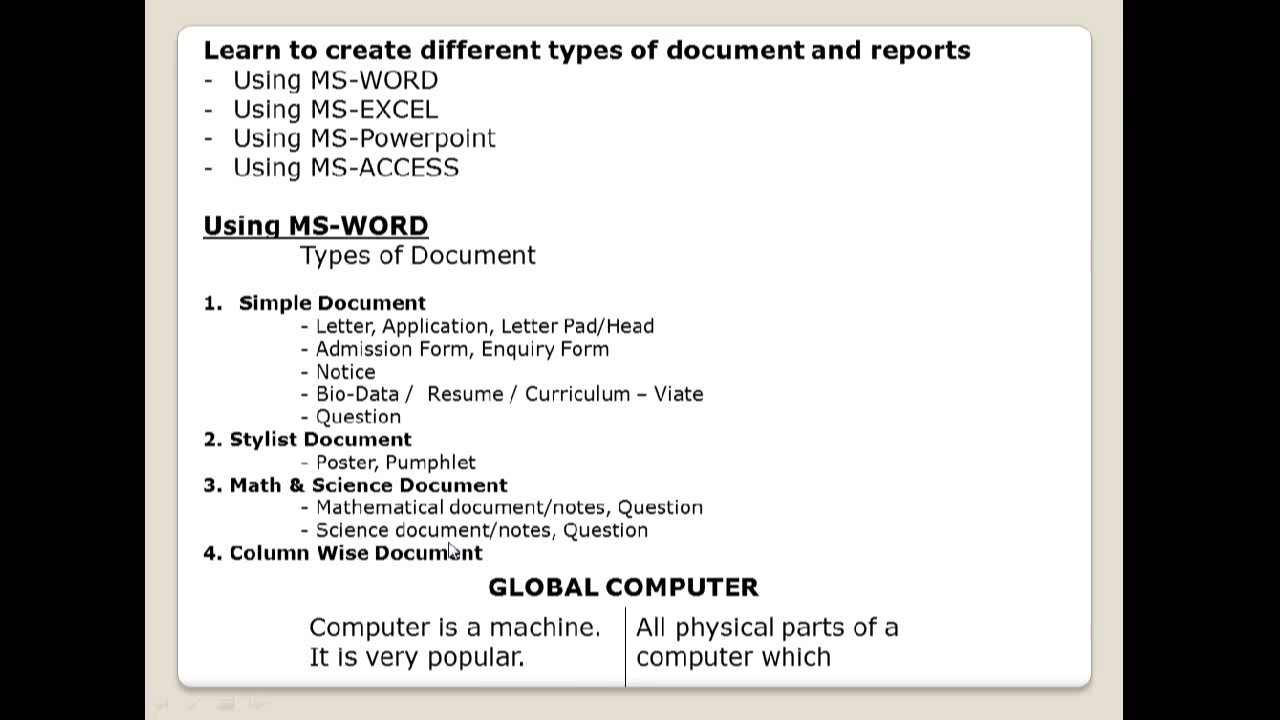 Learn to create different types of document and reports
- Using MS-WORD
- Using MS-EXCEL
- Using MS-Powerpoint
- Using MS-ACCESS
Using MS-WORD
Types of Document
1. Simple Document
- Letter, Application, Letter Pad/Head
- Admission Form, Enquiry Form
- Notice
- Bio-Data / Resume / Curriculum – Viate
- Question
2. Stylist Document
- Poster, Pumphlet
3. Math & Science Document
- Mathematical document/notes, Question
- Science document/notes, Question
4. Column Wise Document
GLOBAL COMPUTER
Computer is a machine.
It is very popular.
All physical parts of a
computer which